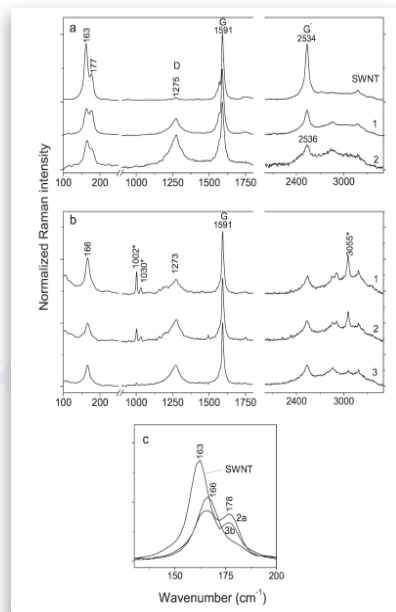 a
163
177
D
1275
G
1591
G'
2534
SWNT
1
2536
2
100 200 1000 1250 1500 1750 2400 3000
Normalized Raman intensity
b
166
1002*
1030*
1273
G
1591
3055*
1
2
3
100 200 1000 1250 1500 1750 2400 3000
c
163
SWNT
166
178
2a
3b
150 175 200
Wavenumber (cm-1)